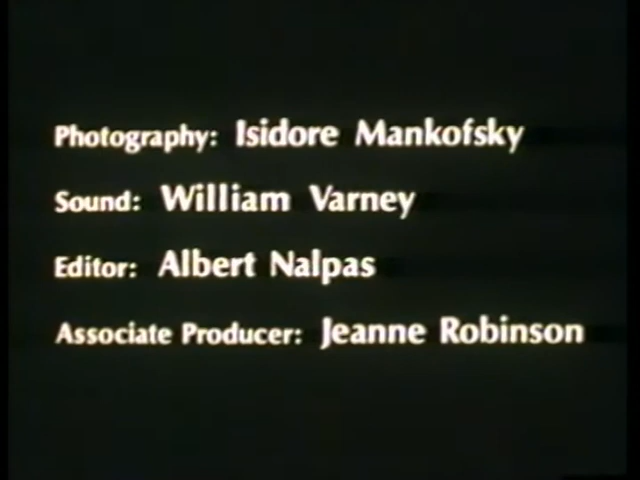 Photography: Isidore Mankofsky
Sound: William Varney
Editor: Albert Nalpas
Associate Producer: Jeanne Robinson